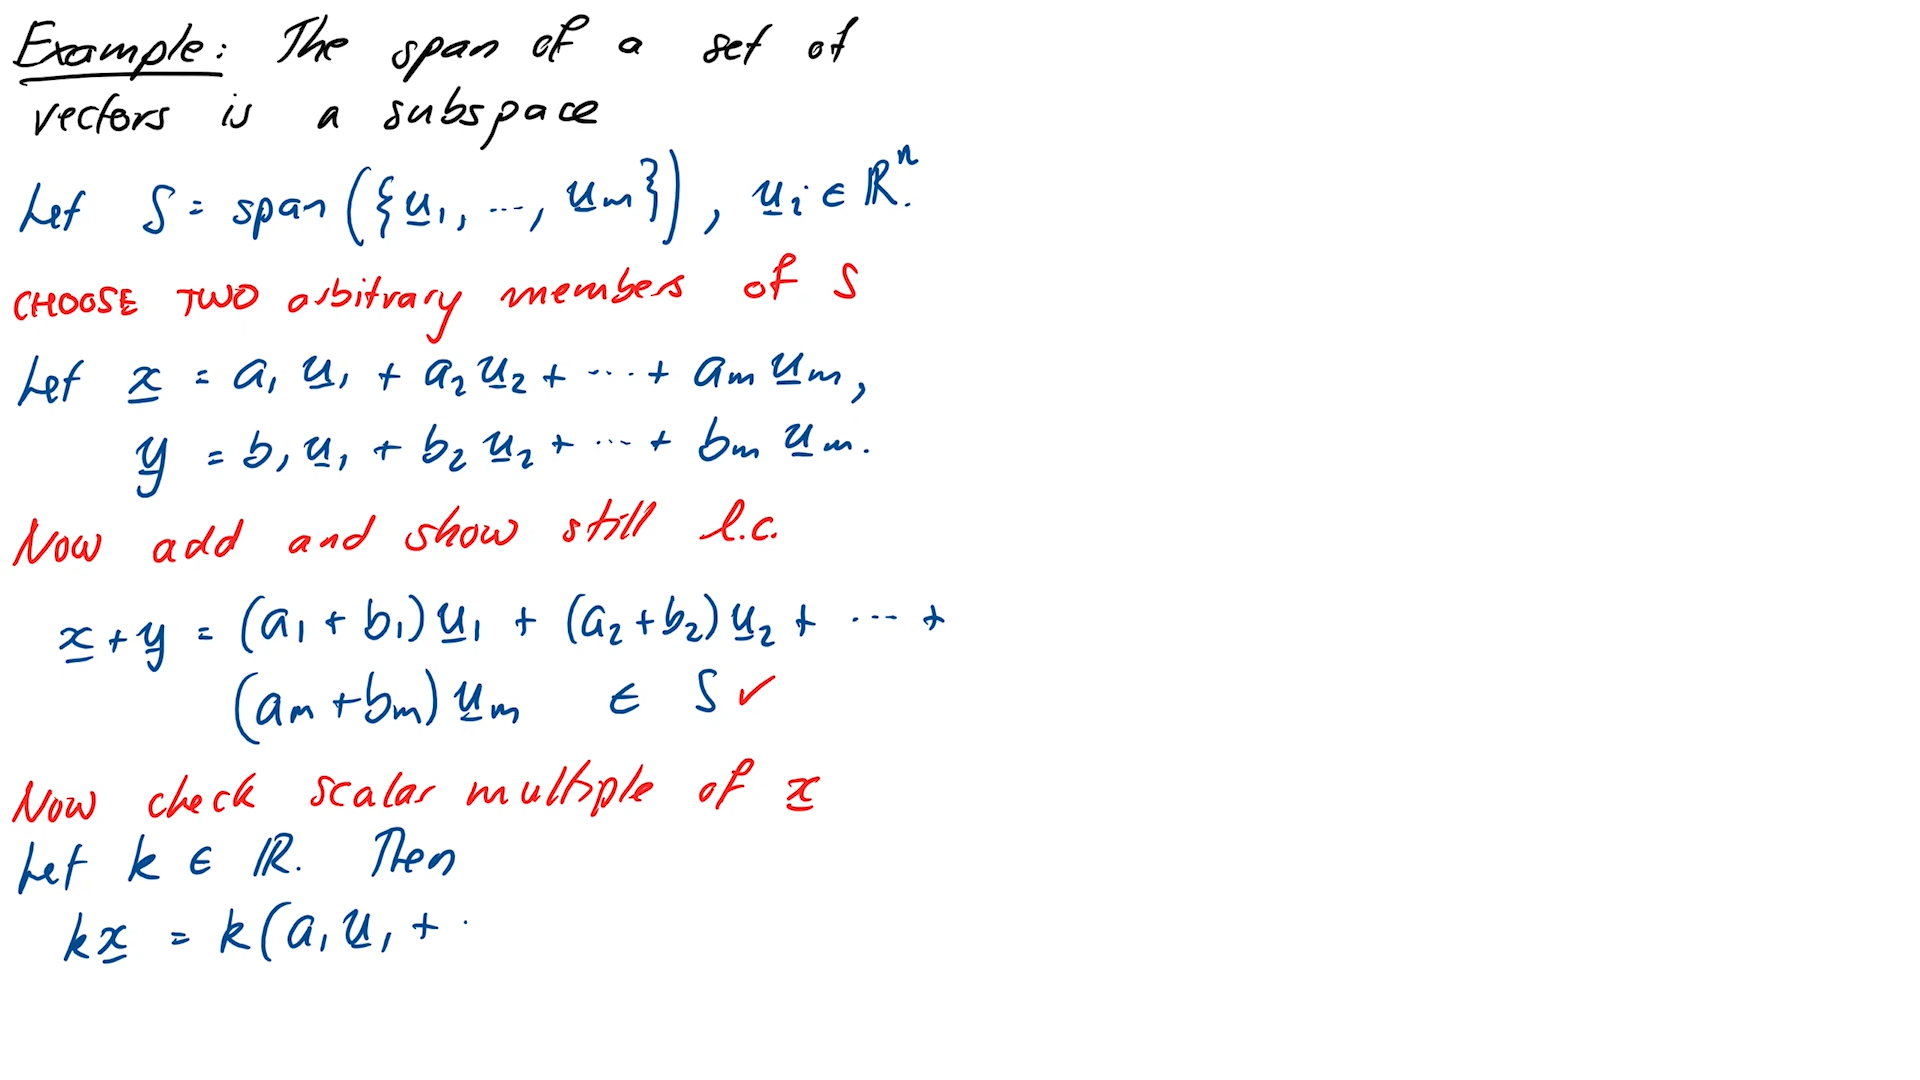 Example: The span of a set of
vectors is a subspace
Let S = span({u₁, ..., uₘ}), uᵢ ∈ ℝⁿ.
CHOOSE TWO arbitrary members of S
Let x = a₁u₁ + a₂u₂ + ... + aₘuₘ,
y = b₁u₁ + b₂u₂ + ... + bₘuₘ.
Now add and show still l.c.
x + y = (a₁ + b₁)u₁ + (a₂ + b₂)u₂ + ... +
(aₘ + bₘ)uₘ ∈ S ✓
Now check scalar multiple of x
Let k ∈ ℝ. Then
kx = k(a₁u₁ + .